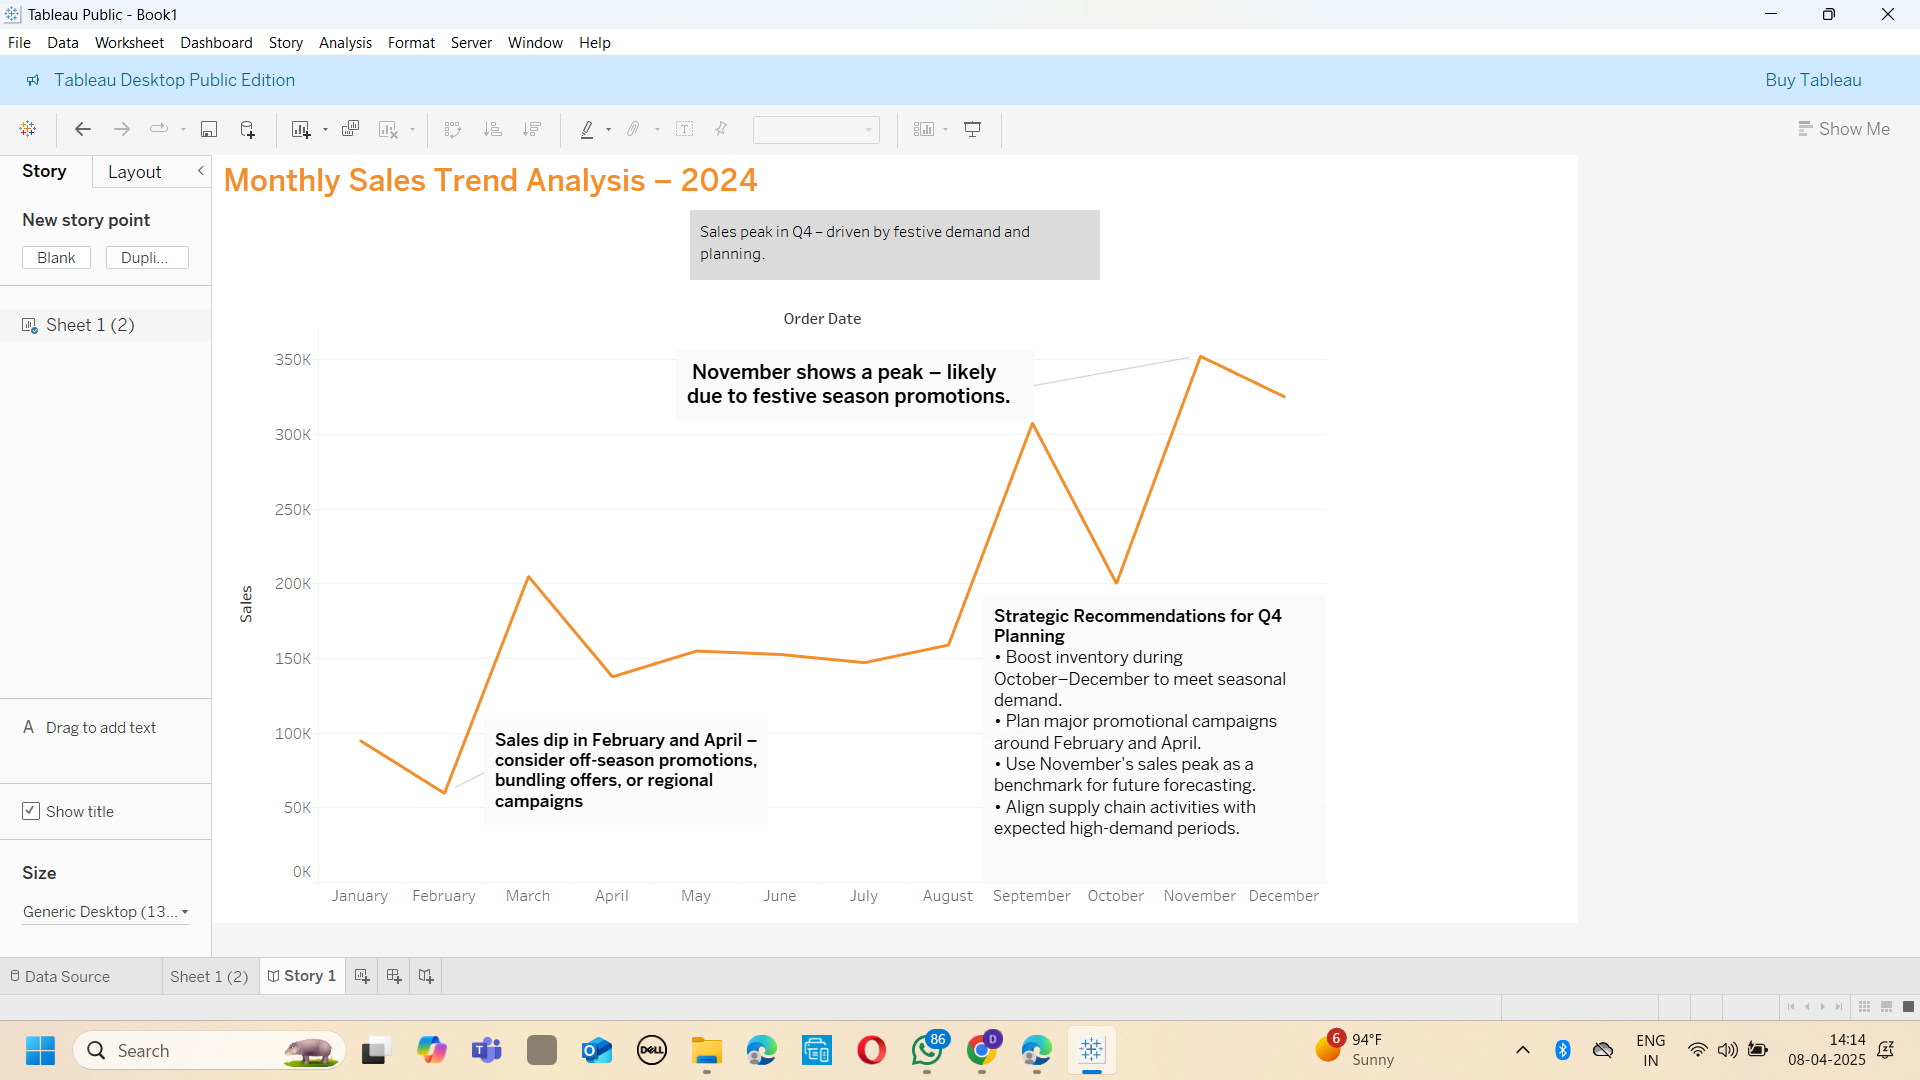 Tableau Public - Book1
File Data Worksheet Dashboard Story Analysis Format Server Window Help
Tableau Desktop Public Edition
Buy Tableau
Show Me
Story
Layout
New story point
Blank
Dupli...
Sheet 1 (2)
A Drag to add text
Show title
Size
Generic Desktop (13...
Monthly Sales Trend Analysis – 2024
Sales peak in Q4 – driven by festive demand and
planning.
Order Date
350K
300K
250K
200K
150K
100K
50K
0K
Sales
November shows a peak – likely
due to festive season promotions.
Sales dip in February and April –
consider off-season promotions,
bundling offers, or regional
campaigns
Strategic Recommendations for Q4
Planning
• Boost inventory during
October–December to meet seasonal
demand.
• Plan major promotional campaigns
around February and April.
• Use November's sales peak as a
benchmark for future forecasting.
• Align supply chain activities with
expected high-demand periods.
January February March April May June July August September October November December
Data Source
Sheet 1 (2)
Story 1
Search
DELL
86
D
6
94°F
Sunny
ENG
IN
14:14
08-04-2025